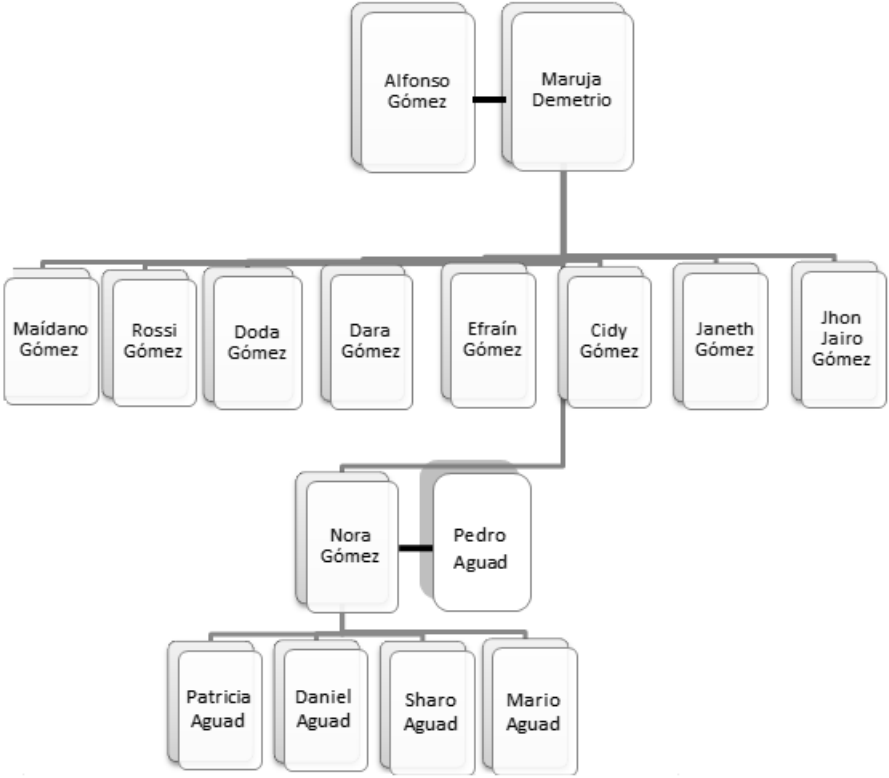 Alfonso
Gómez
Maruja
Demetrio
Maídano
Gómez
Rossi
Gómez
Doda
Gómez
Dara
Gómez
Efraín
Gómez
Cidy
Gómez
Janeth
Gómez
Jhon
Jairo
Gómez
Nora
Gómez
Pedro
Aguad
Patricia
Aguad
Daniel
Aguad
Sharo
Aguad
Mario
Aguad